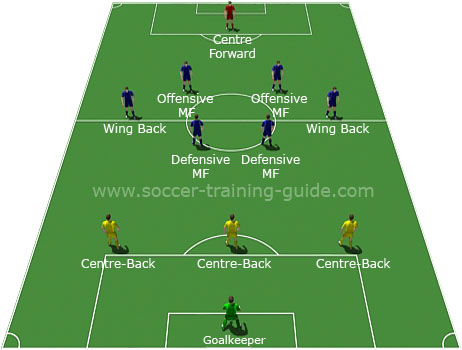 Centre
Forward
Offensive
MF
Offensive
MF
Wing Back
Wing Back
Defensive
MF
Defensive
MF
www.soccer-training-guide.com
Centre-Back
Centre-Back
Centre-Back
Goalkeeper